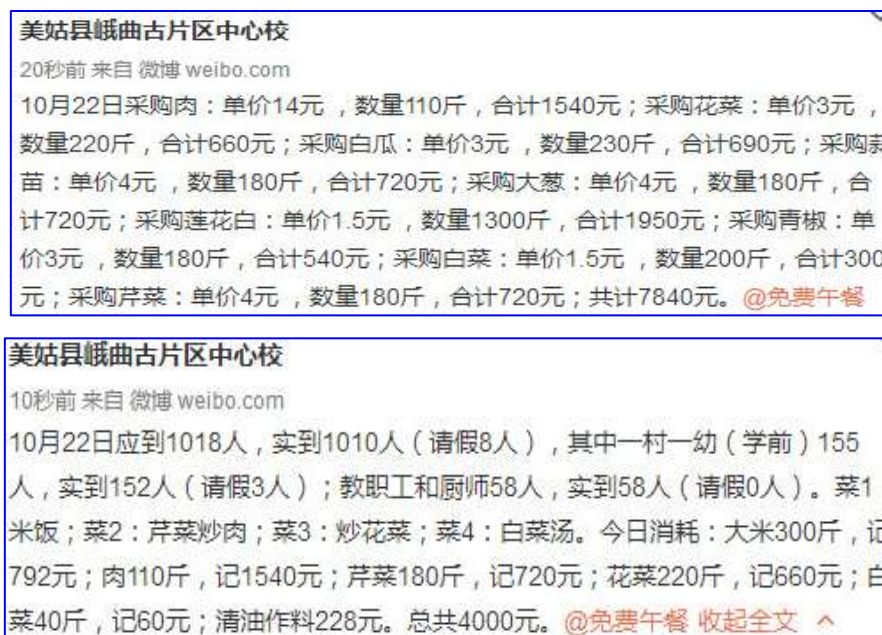 美姑县峨曲古片区中心校
20秒前 来自 微博 weibo.com
10月22日采购肉：单价14元 ，数量110斤，合计1540元；采购花菜：单价3元 ，
数量220斤，合计660元；采购白瓜：单价3元 ，数量230斤，合计690元；采购蒜
苗：单价4元 ，数量180斤，合计720元；采购大葱：单价4元 ，数量180斤，合
计720元；采购莲花白：单价1.5元 ，数量1300斤，合计1950元；采购青椒：单
价3元 ，数量180斤，合计540元；采购白菜：单价1.5元 ，数量200斤，合计300
元；采购芹菜：单价4元 ，数量180斤，合计720元；共计7840元。@免费午餐
美姑县峨曲古片区中心校
10秒前 来自 微博 weibo.com
10月22日应到1018人，实到1010人（请假8人），其中一村一幼（学前）155
人，实到152人（请假3人）；教职工和厨师58人，实到58人（请假0人）。菜1
米饭；菜2：芹菜炒肉；菜3：炒花菜；菜4：白菜汤。今日消耗：大米300斤，记
792元；肉110斤，记1540元；芹菜180斤，记720元；花菜220斤，记660元；白
菜40斤，记60元；清油作料228元。总共4000元。@免费午餐 收起全文 ^